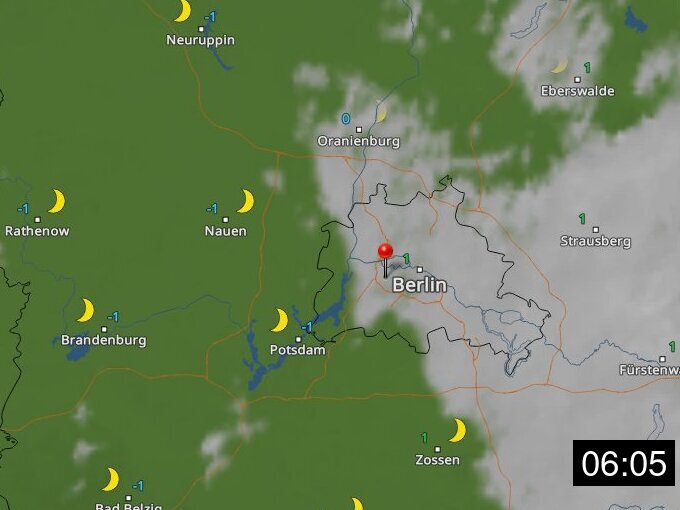 -1
Neuruppin
1
Eberswalde
0
Oranienburg
-1
Rathenow
-1
Nauen
1
Strausberg
1
Berlin
-1
Brandenburg
-1
Potsdam
1
Fürstenwa
1
Zossen
06:05
-1
Bad Belzig